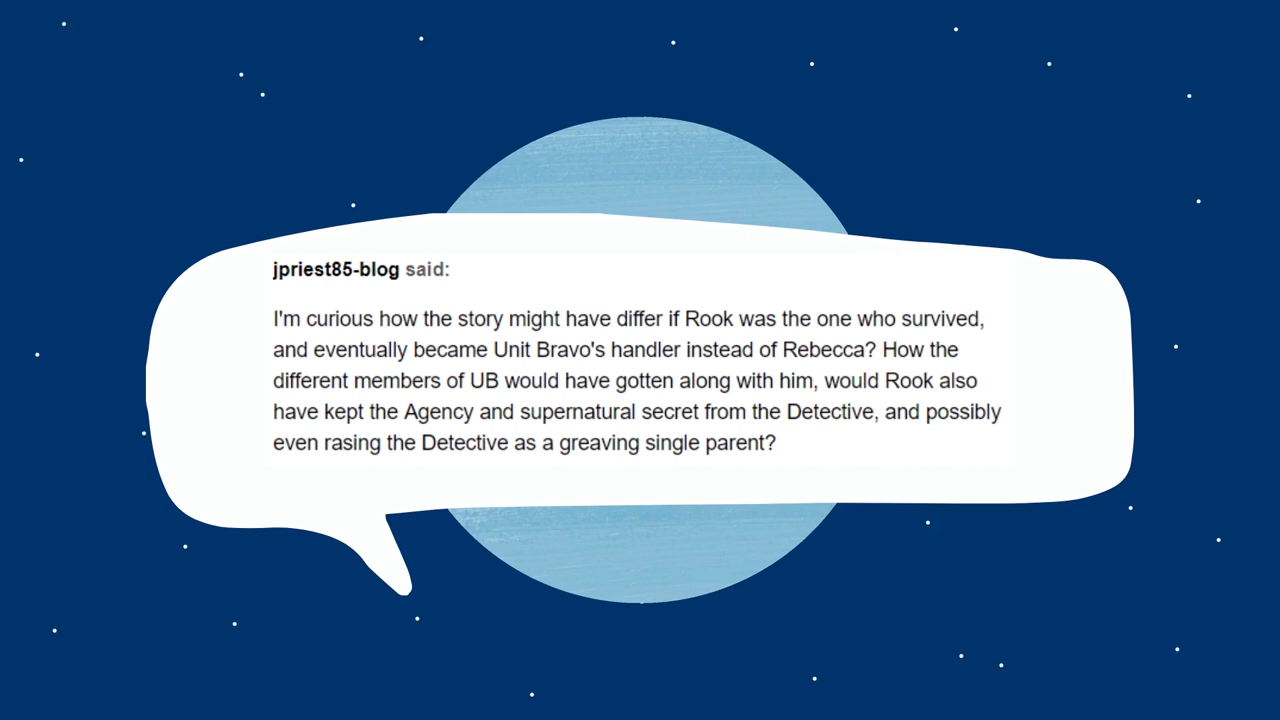 jpriest85-blog said:
I'm curious how the story might have differ if Rook was the one who survived,
and eventually became Unit Bravo's handler instead of Rebecca? How the
different members of UB would have gotten along with him, would Rook also
have kept the Agency and supernatural secret from the Detective, and possibly
even rasing the Detective as a greaving single parent?